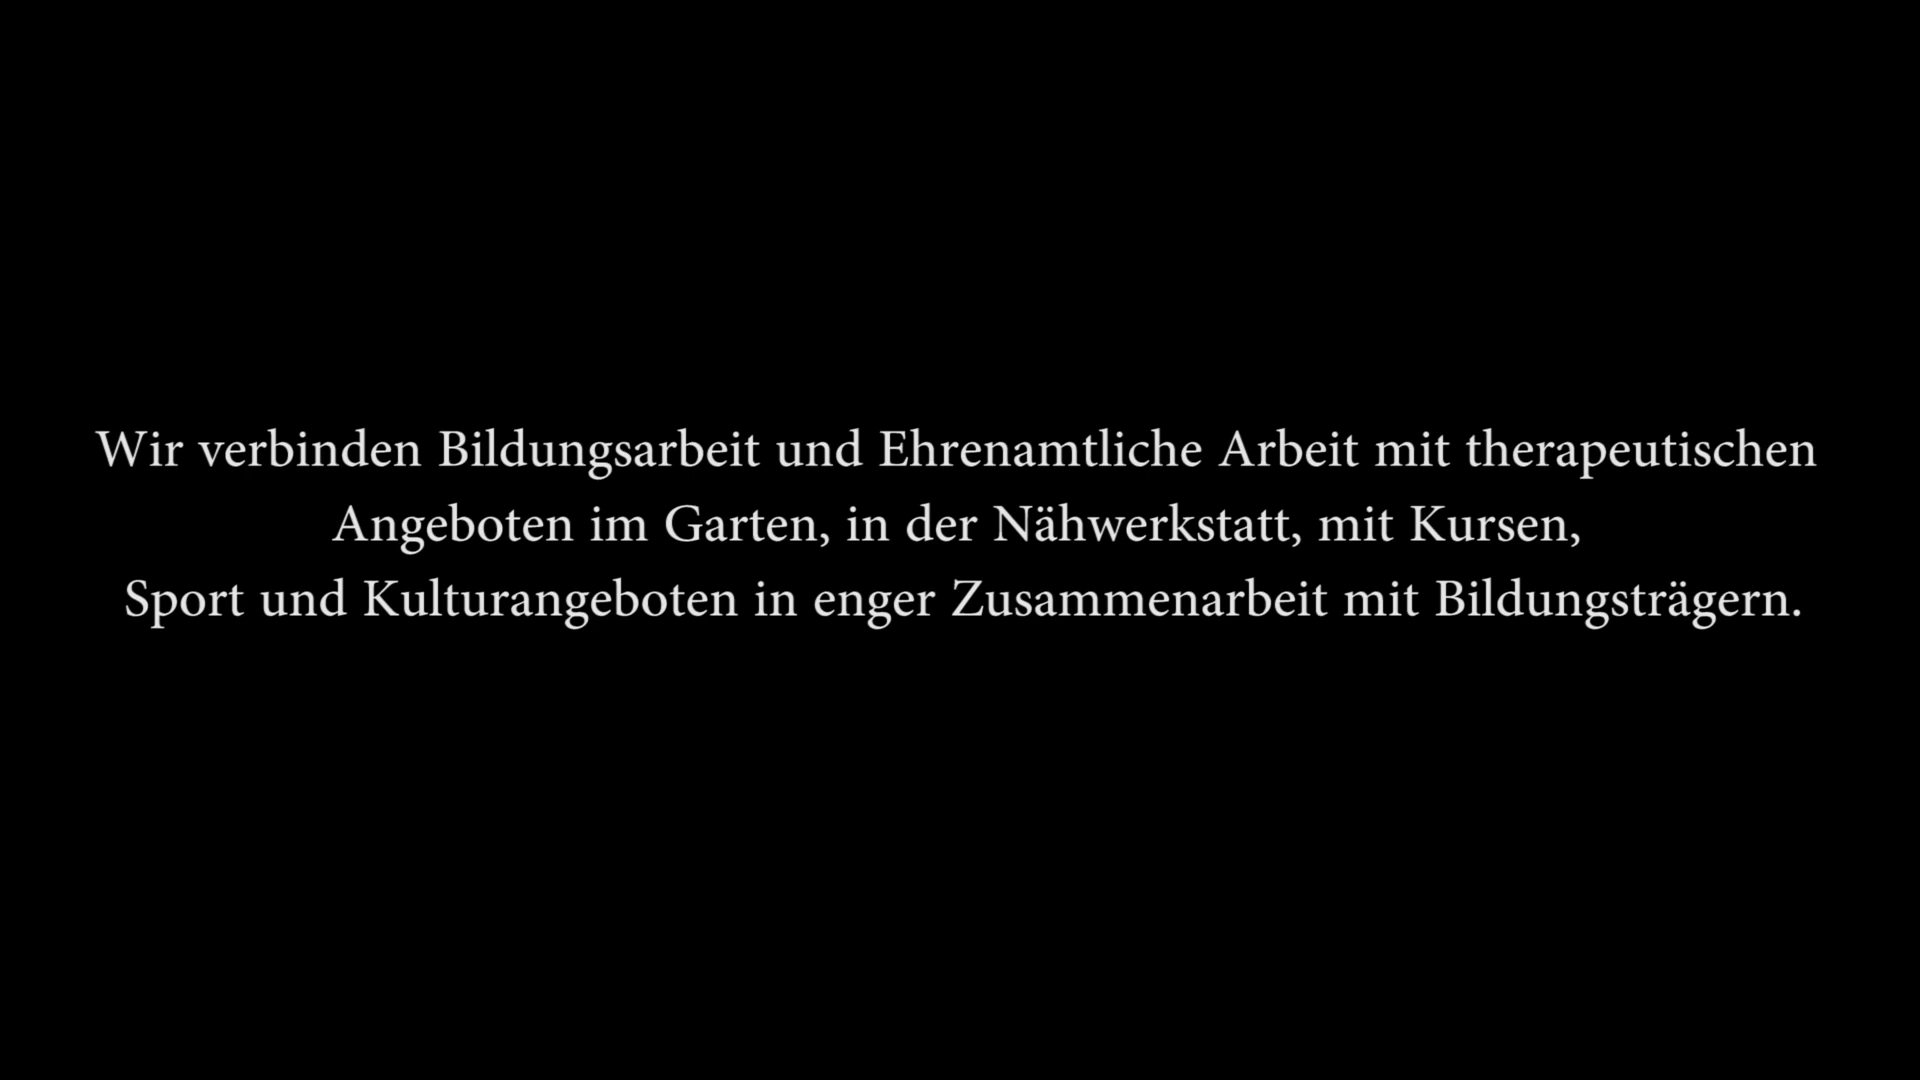 Wir verbinden Bildungsarbeit und Ehrenamtliche Arbeit mit therapeutischen
Angeboten im Garten, in der Nähwerkstatt, mit Kursen,
Sport und Kulturangeboten in enger Zusammenarbeit mit Bildungsträgern.